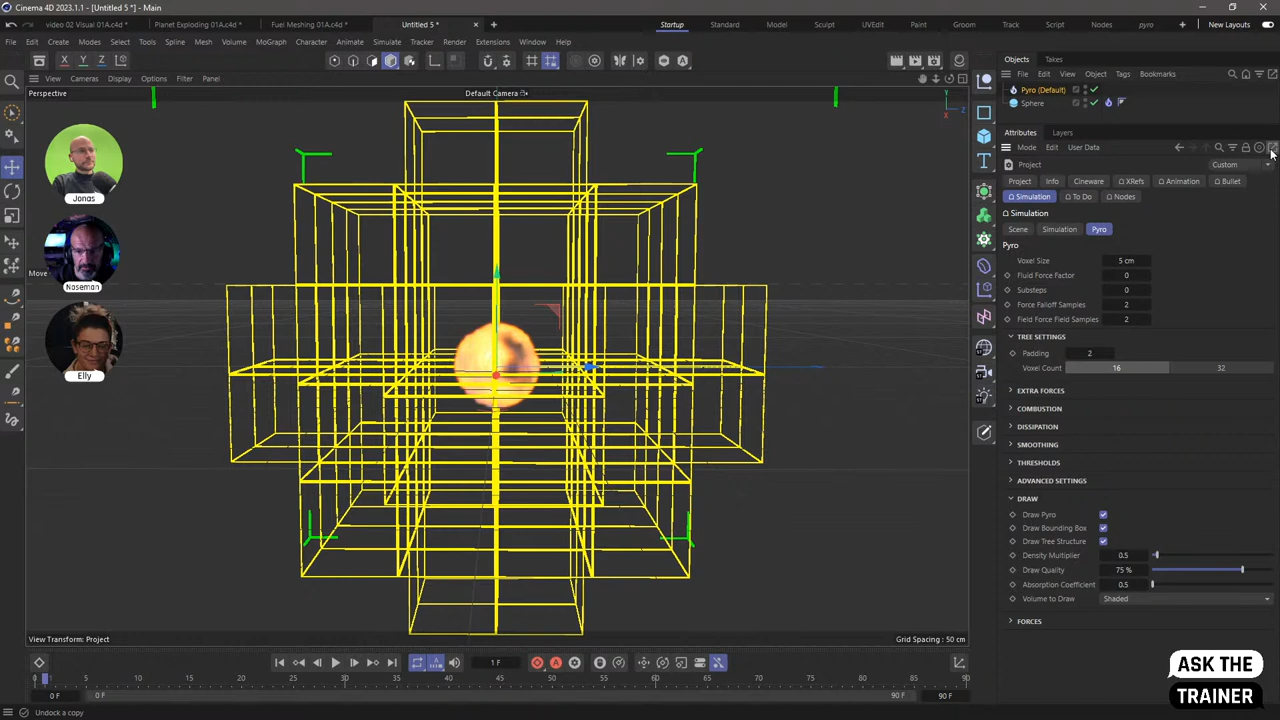 Cinema 4D 2023.1.1 - Main
video 02 Visual 01A.c4d *
Planet Exploding 01A.c4d *
Fuel Meshing 01A.c4d *
Untitled 5 *
Startup
Standard
Model
Sculpt
UVEdit
Paint
Groom
Track
Script
Nodes
pyro
New Layouts
File
Edit
Create
Modes
Select
Tools
Spline
Mesh
Volume
MoGraph
Character
Animate
Simulate
Tracker
Render
Extensions
Window
Help
View
Cameras
Display
Options
Filter
Panel
Perspective
Default Camera
Y
Z
X
Jonas
Move
Noseman
Elly
View Transform: Project
Grid Spacing : 50 cm
Objects
Takes
File
Edit
View
Object
Tags
Bookmarks
Pyro (Default)
Sphere
Attributes
Layers
Mode
Edit
User Data
Project
Custom
Project
Info
Cineware
XRefs
Animation
Bullet
Simulation
To Do
Nodes
Simulation
Scene
Simulation
Pyro
Pyro
Voxel Size 5 cm
Fluid Force Factor 0
Substeps 0
Force Falloff Samples 2
Field Force Field Samples 2
TREE SETTINGS
Padding 2
Voxel Count 16 32
EXTRA FORCES
COMBUSTION
DISSIPATION
SMOOTHING
THRESHOLDS
ADVANCED SETTINGS
DRAW
Draw Pyro
Draw Bounding Box
Draw Tree Structure
Density Multiplier 0.5
Draw Quality 75 %
Absorption Coefficient 0.5
Volume to Draw Shaded
FORCES
1 F
0 5 10 15 20 25 30 35 40 45 50 55 60 65 70 75 80 85 90
0 F
0 F
90 F
90 F
Undock a copy
ASK THE
TRAINER